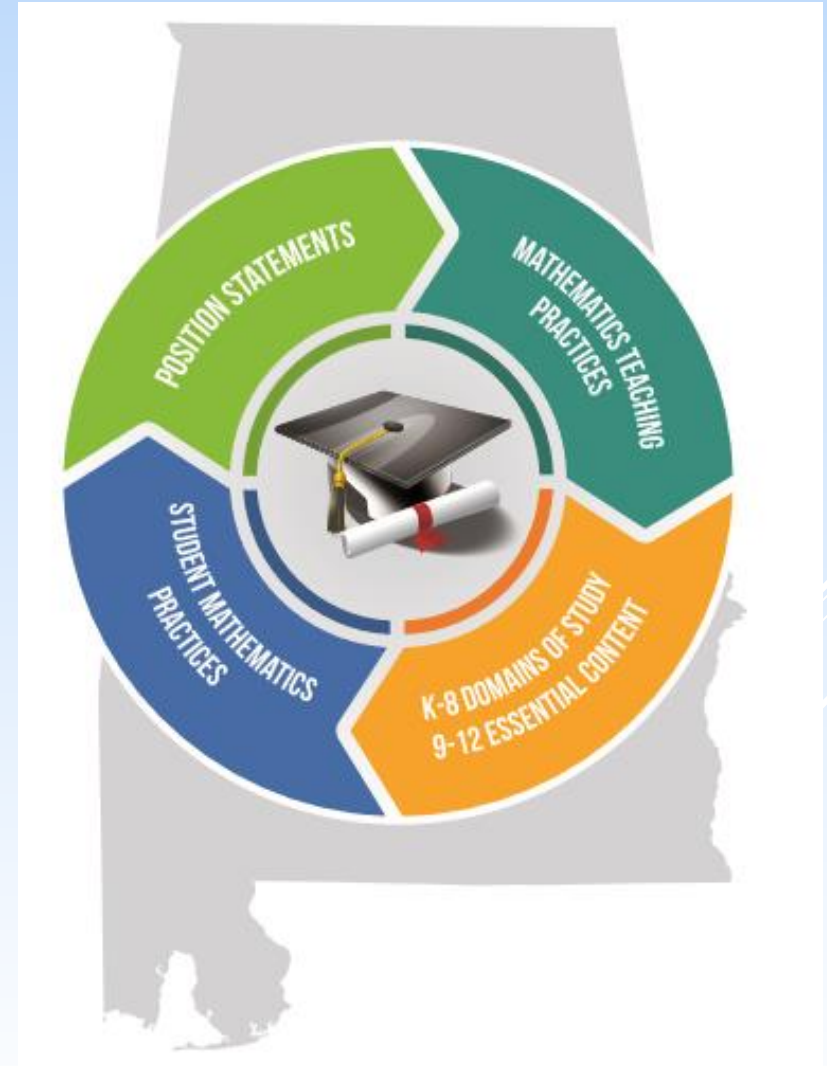 POSITION STATEMENTS
MATHEMATICS TEACHING
PRACTICES
K-8 DOMAINS OF STUDY
9-12 ESSENTIAL CONTENT
STUDENT MATHEMATICS
PRACTICES